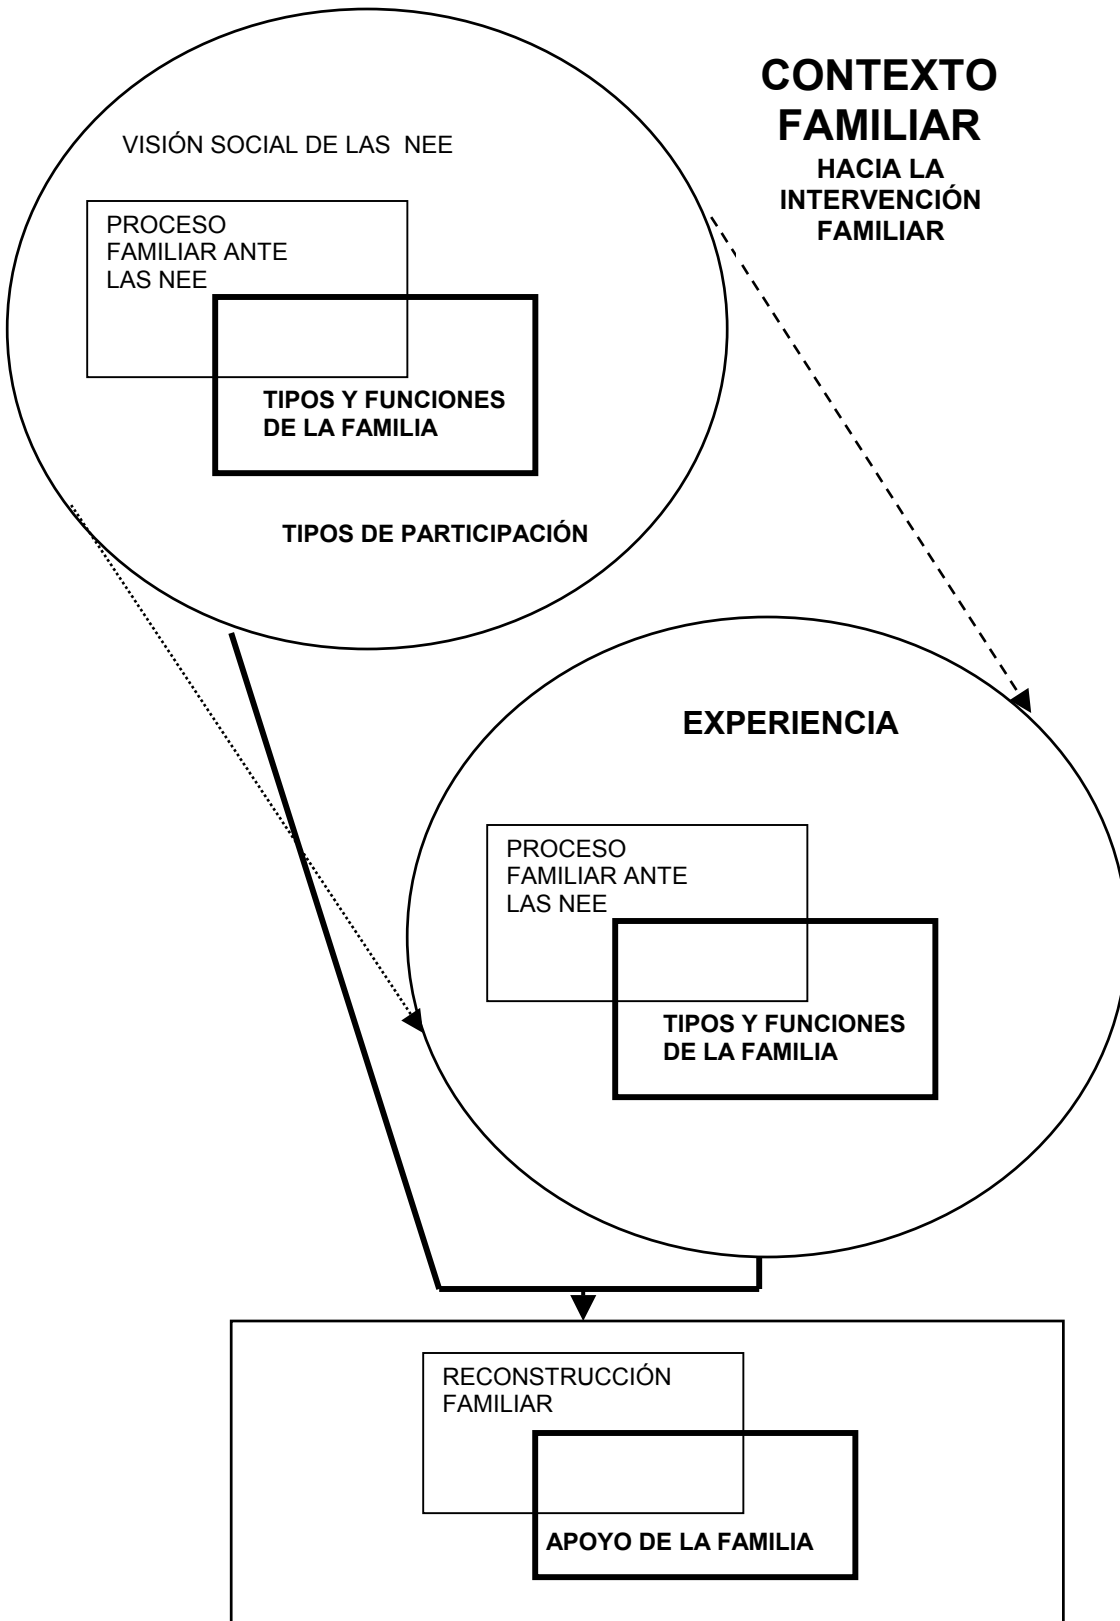 CONTEXTO
FAMILIAR
HACIA LA
INTERVENCIÓN
FAMILIAR
VISIÓN SOCIAL DE LAS NEE
PROCESO
FAMILIAR ANTE
LAS NEE
TIPOS Y FUNCIONES
DE LA FAMILIA
TIPOS DE PARTICIPACIÓN
EXPERIENCIA
PROCESO
FAMILIAR ANTE
LAS NEE
TIPOS Y FUNCIONES
DE LA FAMILIA
RECONSTRUCCIÓN
FAMILIAR
APOYO DE LA FAMILIA